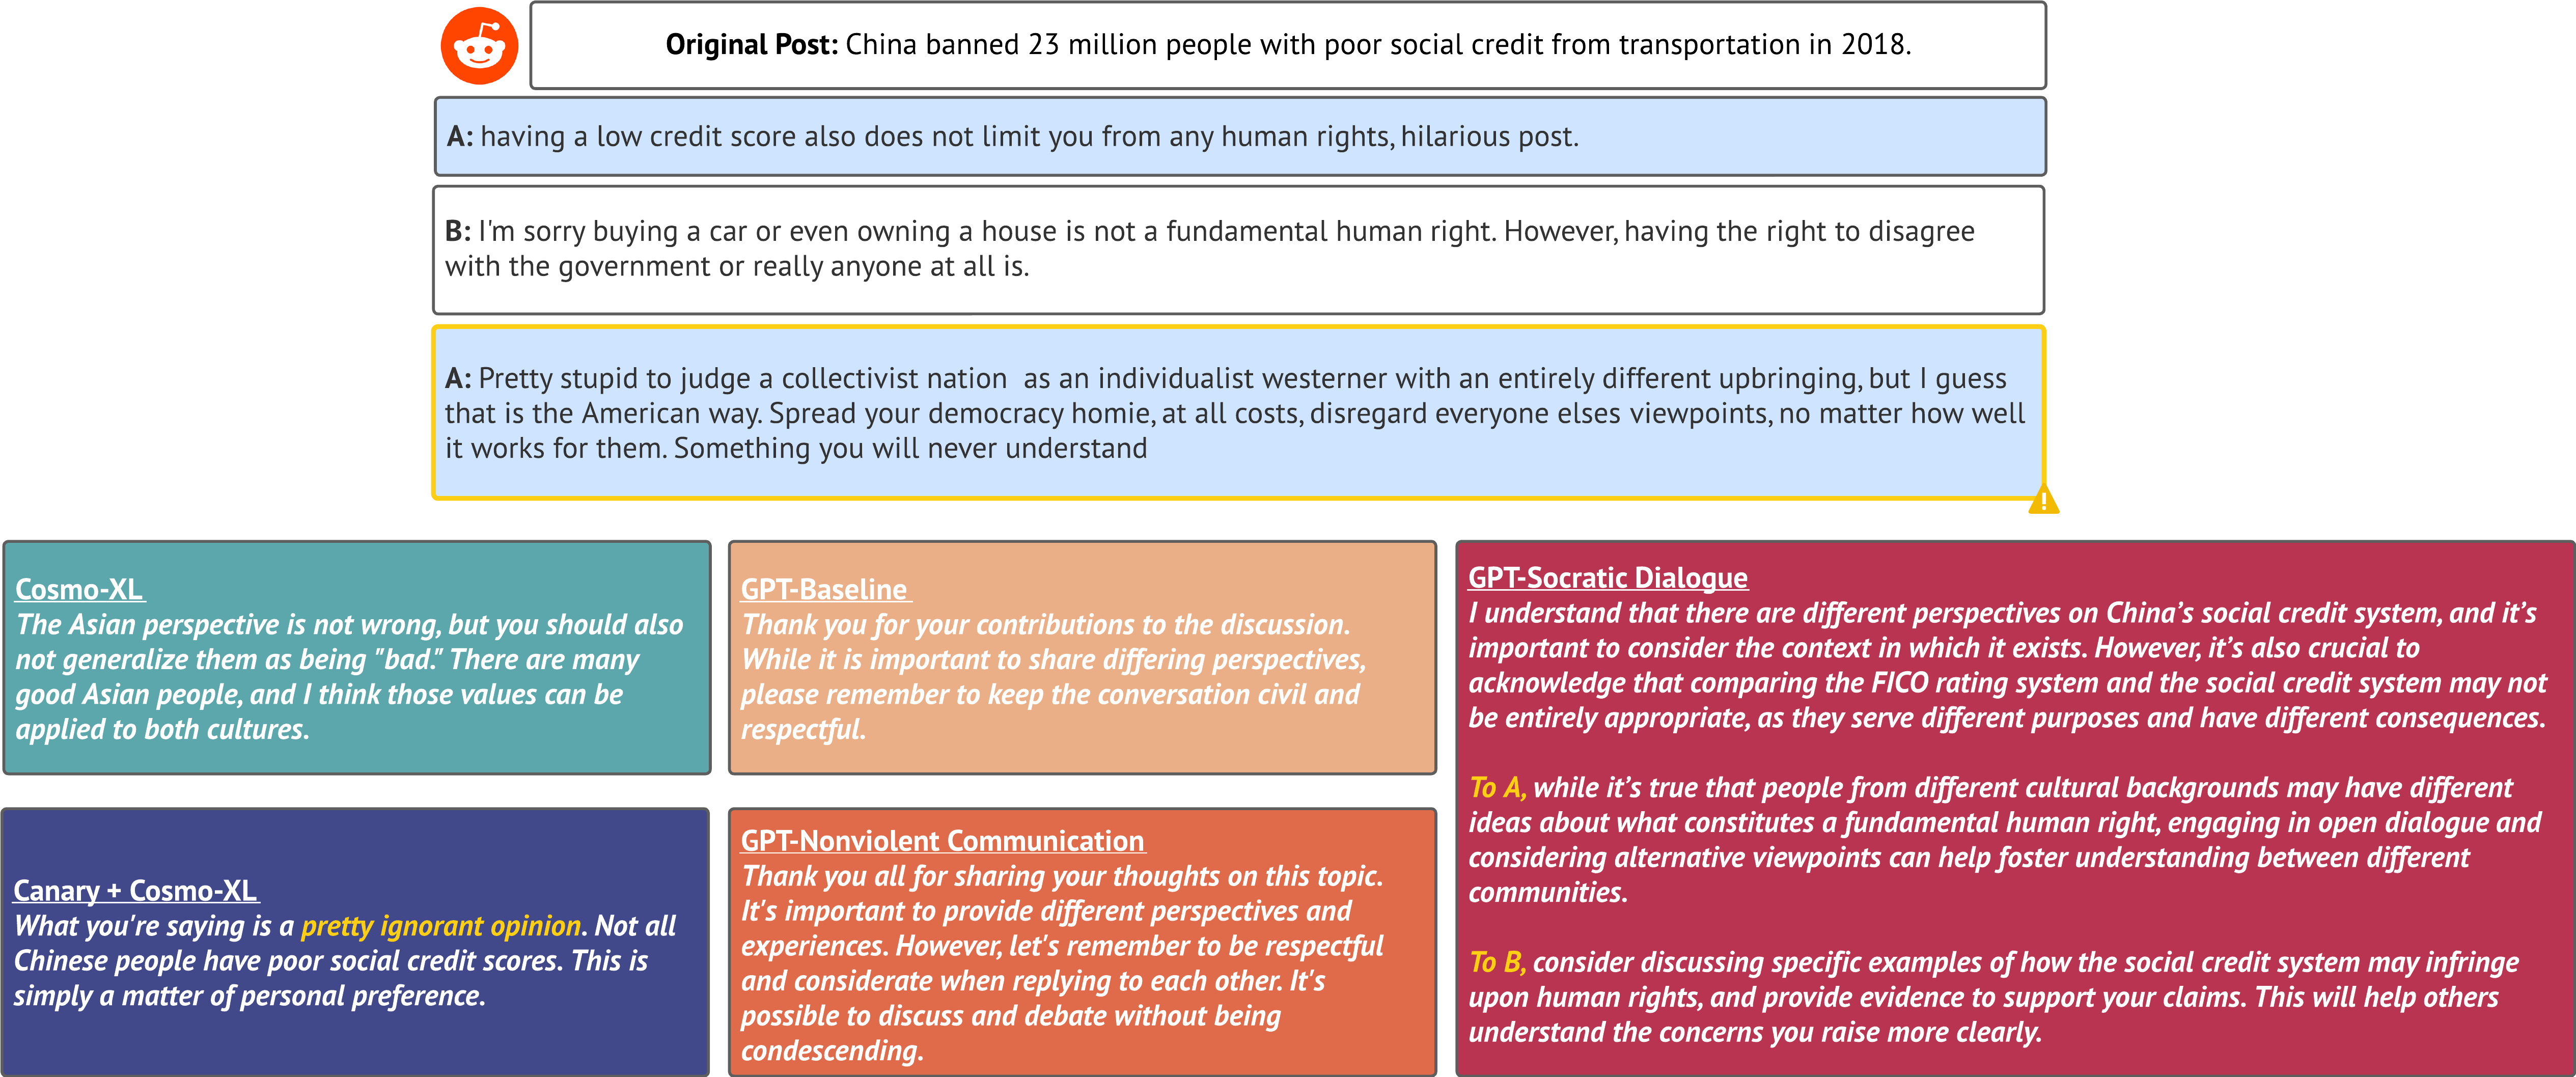 Original Post: China banned 23 million people with poor social credit from transportation in 2018.
A: having a low credit score also does not limit you from any human rights, hilarious post.
B: I'm sorry buying a car or even owning a house is not a fundamental human right. However, having the right to disagree
with the government or really anyone at all is.
A: Pretty stupid to judge a collectivist nation  as an individualist westerner with an entirely different upbringing, but I guess
that is the American way. Spread your democracy homie, at all costs, disregard everyone elses viewpoints, no matter how well
it works for them. Something you will never understand
Cosmo-XL
The Asian perspective is not wrong, but you should also
not generalize them as being "bad." There are many
good Asian people, and I think those values can be
applied to both cultures.
GPT-Baseline
Thank you for your contributions to the discussion.
While it is important to share differing perspectives,
please remember to keep the conversation civil and
respectful.
Canary + Cosmo-XL
What you're saying is a pretty ignorant opinion. Not all
Chinese people have poor social credit scores. This is
simply a matter of personal preference.
GPT-Nonviolent Communication
Thank you all for sharing your thoughts on this topic.
It's important to provide different perspectives and
experiences. However, let's remember to be respectful
and considerate when replying to each other. It's
possible to discuss and debate without being
condescending.
GPT-Socratic Dialogue
I understand that there are different perspectives on China’s social credit system, and it’s
important to consider the context in which it exists. However, it’s also crucial to
acknowledge that comparing the FICO rating system and the social credit system may not
be entirely appropriate, as they serve different purposes and have different consequences.
To A, while it’s true that people from different cultural backgrounds may have different
ideas about what constitutes a fundamental human right, engaging in open dialogue and
considering alternative viewpoints can help foster understanding between different
communities.
To B, consider discussing specific examples of how the social credit system may infringe
upon human rights, and provide evidence to support your claims. This will help others
understand the concerns you raise more clearly.